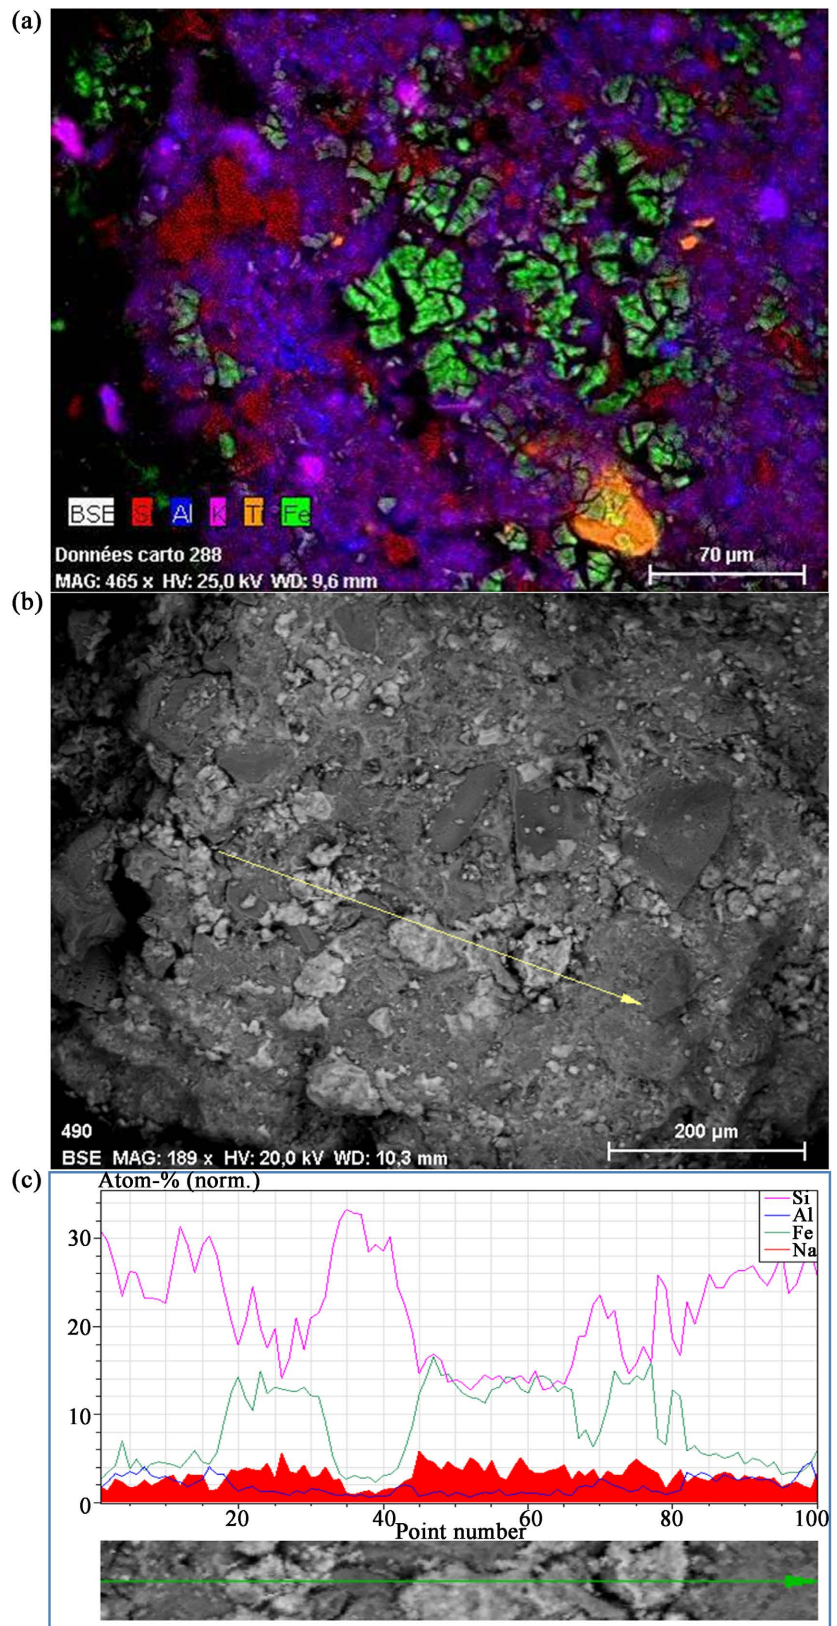 (a)
BSE Si Al K Ti Fe
Données carto 288
70 µm
MAG: 465 x HV: 25,0 kV WD: 9,6 mm
(b)
490
200 µm
BSE MAG: 189 x HV: 20,0 kV WD: 10,3 mm
(c)
Atom-% (norm.)
Si
Al
Fe
Na
30
20
10
0
20 40 60 80 100
Point number